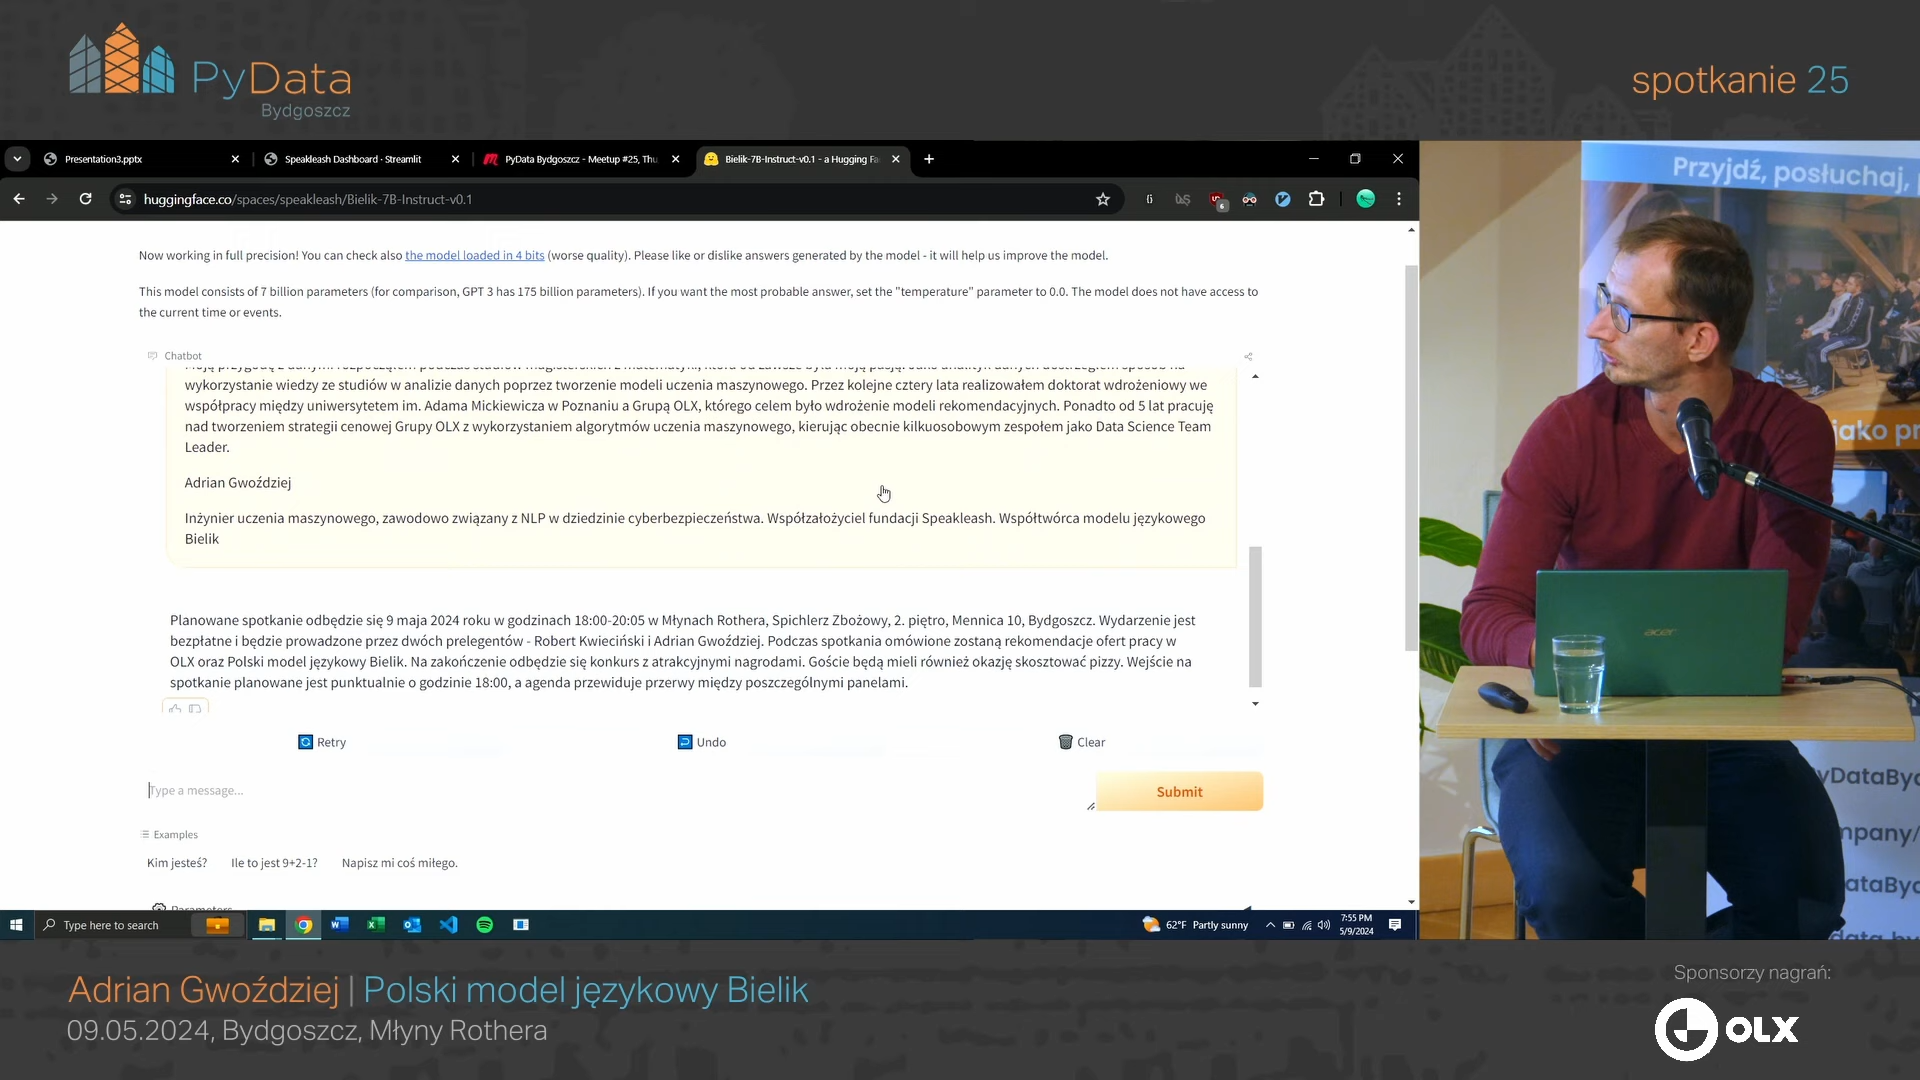 PyData
Bydgoszcz
spotkanie 25
Presentation3.pptx
Speakleash Dashboard · Streamlit
PyData Bydgoszcz - Meetup #25, Thu
Bielik-7B-Instruct-v0.1 - a Hugging Fa
huggingface.co/spaces/speakleash/Bielik-7B-Instruct-v0.1
6
Now working in full precision! You can check also the model loaded in 4 bits (worse quality). Please like or dislike answers generated by the model - it will help us improve the model.
This model consists of 7 billion parameters (for comparison, GPT 3 has 175 billion parameters). If you want the most probable answer, set the "temperature" parameter to 0.0. The model does not have access to
the current time or events.
Chatbot
wykorzystanie wiedzy ze studiów w analizie danych poprzez tworzenie modeli uczenia maszynowego. Przez kolejne cztery lata realizowałem doktorat wdrożeniowy we
współpracy między uniwersytetem im. Adama Mickiewicza w Poznaniu a Grupą OLX, którego celem było wdrożenie modeli rekomendacyjnych. Ponadto od 5 lat pracuję
nad tworzeniem strategii cenowej Grupy OLX z wykorzystaniem algorytmów uczenia maszynowego, kierując obecnie kilkuosobowym zespołem jako Data Science Team
Leader.
Adrian Gwoździej
Inżynier uczenia maszynowego, zawodowo związany z NLP w dziedzinie cyberbezpieczeństwa. Współzałożyciel fundacji Speakleash. Współtwórca modelu językowego
Bielik
Planowane spotkanie odbędzie się 9 maja 2024 roku w godzinach 18:00-20:05 w Młynach Rothera, Spichlerz Zbożowy, 2. piętro, Mennica 10, Bydgoszcz. Wydarzenie jest
bezpłatne i będzie prowadzone przez dwóch prelegentów - Robert Kwieciński i Adrian Gwoździej. Podczas spotkania omówione zostaną rekomendacje ofert pracy w
OLX oraz Polski model językowy Bielik. Na zakończenie odbędzie się konkurs z atrakcyjnymi nagrodami. Goście będą mieli również okazję skosztować pizzy. Wejście na
spotkanie planowane jest punktualnie o godzinie 18:00, a agenda przewiduje przerwy między poszczególnymi panelami.
Retry
Undo
Clear
Type a message...
Submit
Examples
Kim jesteś?
Ile to jest 9+2-1?
Napisz mi coś miłego.
Parameters
Type here to search
62°F Partly sunny
7:55 PM
5/9/2024
Przyjdź, posłuchaj,
jako pr
acer
yDataByd
mpany/
ataByd
data.by
Adrian Gwoździej | Polski model językowy Bielik
09.05.2024, Bydgoszcz, Młyny Rothera
Sponsorzy nagrań:
OLX